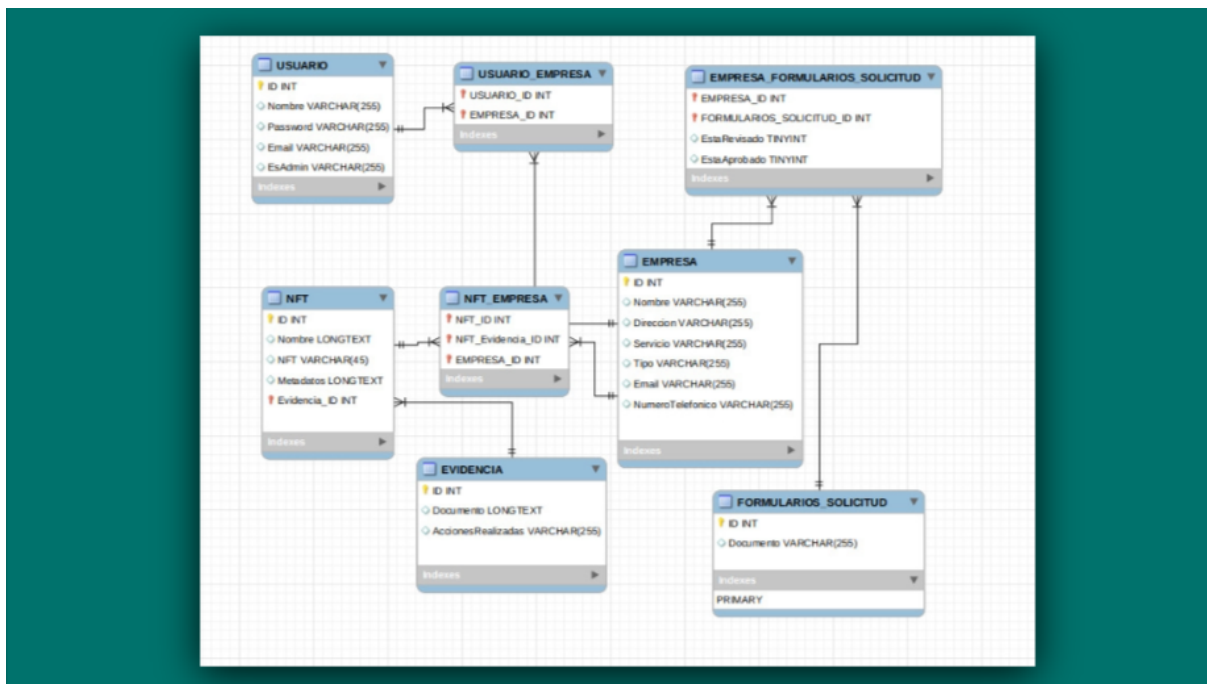 USUARIO
ID INT
Nombre VARCHAR(255)
Password VARCHAR(255)
Email VARCHAR(255)
EsAdmin VARCHAR(255)
Indexes
USUARIO_EMPRESA
USUARIO_ID INT
EMPRESA_ID INT
Indexes
EMPRESA_FORMULARIOS_SOLICITUD
EMPRESA_ID INT
FORMULARIOS_SOLICITUD_ID INT
EstaRevisado TINYINT
EstaAprobado TINYINT
Indexes
NFT
ID INT
Nombre LONGTEXT
NFT VARCHAR(45)
Metadatos LONGTEXT
Evidencia_ID INT
Indexes
NFT_EMPRESA
NFT_ID INT
NFT_Evidencia_ID INT
EMPRESA_ID INT
Indexes
EMPRESA
ID INT
Nombre VARCHAR(255)
Direccion VARCHAR(255)
Servicio VARCHAR(255)
Tipo VARCHAR(255)
Email VARCHAR(255)
NumeroTelefonico VARCHAR(255)
Indexes
EVIDENCIA
ID INT
Documento LONGTEXT
AccionesRealizadas VARCHAR(255)
Indexes
FORMULARIOS_SOLICITUD
ID INT
Documento VARCHAR(255)
Indexes
PRIMARY